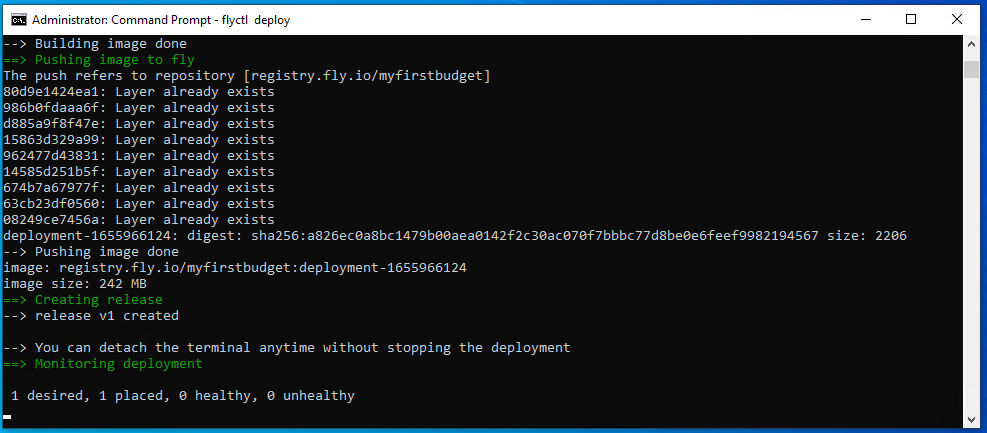 Administrator: Command Prompt - flyctl  deploy
--> Building image done
==> Pushing image to fly
The push refers to repository [registry.fly.io/myfirstbudget]
80d9e1424ea1: Layer already exists
986b0fdaaa6f: Layer already exists
d885a9f8f47e: Layer already exists
15863d329a99: Layer already exists
962477d43831: Layer already exists
14585d251b5f: Layer already exists
674b7a67977f: Layer already exists
63cb23df0560: Layer already exists
08249ce7456a: Layer already exists
deployment-1655966124: digest: sha256:a826ec0a8bc1479b00aea0142f2c30ac070f7bbbc77d8be0e6feef9982194567 size: 2206
--> Pushing image done
image: registry.fly.io/myfirstbudget:deployment-1655966124
image size: 242 MB
==> Creating release
--> release v1 created
--> You can detach the terminal anytime without stopping the deployment
==> Monitoring deployment
1 desired, 1 placed, 0 healthy, 0 unhealthy